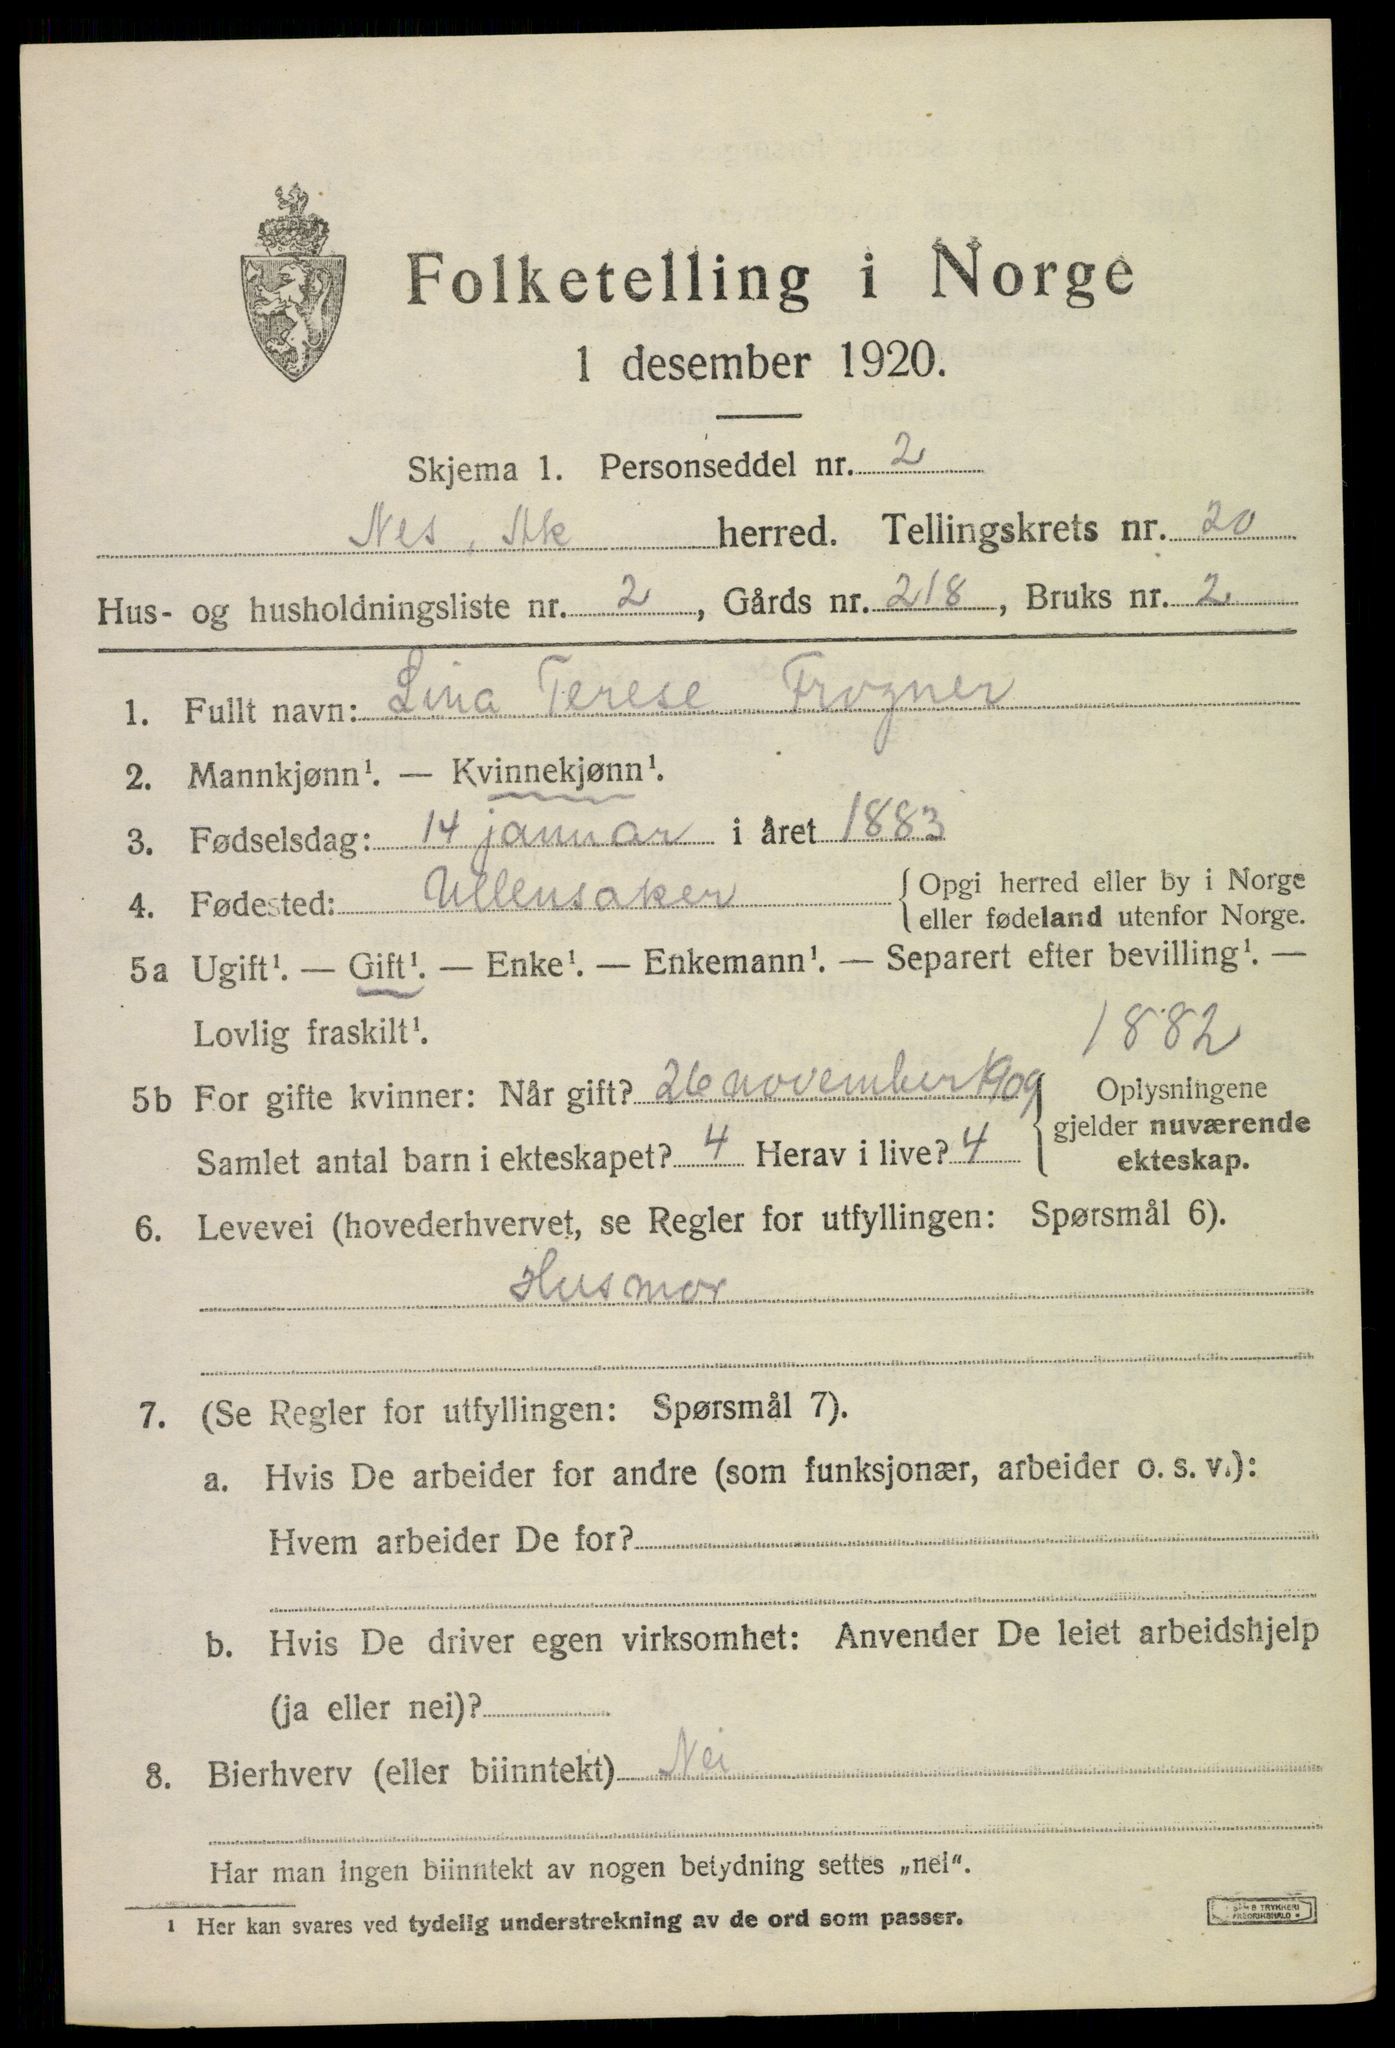 Folketelling i Norge
1 desember 1920.
Skjema 1. Personseddel nr. 2
Nes, Ak herred. Tellingskrets nr. 20
Hus- og husholdningsliste nr. 2, Gårds nr. 218, Bruks nr. 2
1. Fullt navn: Lina Terese Frogner
2. Mannkjønn¹. — Kvinnekjønn¹.
3. Fødselsdag: 14 januar i året 1883
4. Fødested: Ullensaker { Opgi herred eller by i Norge
eller fødeland utenfor Norge.
5a Ugift¹. — Gift¹. — Enke¹. — Enkemann¹. — Separert efter bevilling¹. —
Lovlig fraskilt¹. 1882
5b For gifte kvinner: Når gift? 26 november 1909 { Oplysningene
gjelder nuværende
Samlet antal barn i ekteskapet? 4 Herav i live? 4 ekteskap.
6. Levevei (hovederhvervet, se Regler for utfyllingen: Spørsmål 6).
Husmor
7. (Se Regler for utfyllingen: Spørsmål 7).
a. Hvis De arbeider for andre (som funksjonær, arbeider o. s. v.):
Hvem arbeider De for?
b. Hvis De driver egen virksomhet: Anvender De leiet arbeidshjelp
(ja eller nei)?
8. Bierhverv (eller biinntekt) Nei
Har man ingen biinntekt av nogen betydning settes „nei“.
¹ Her kan svares ved tydelig understrekning av de ord som passer.
TRYKKERI
FREDRIKSHALD